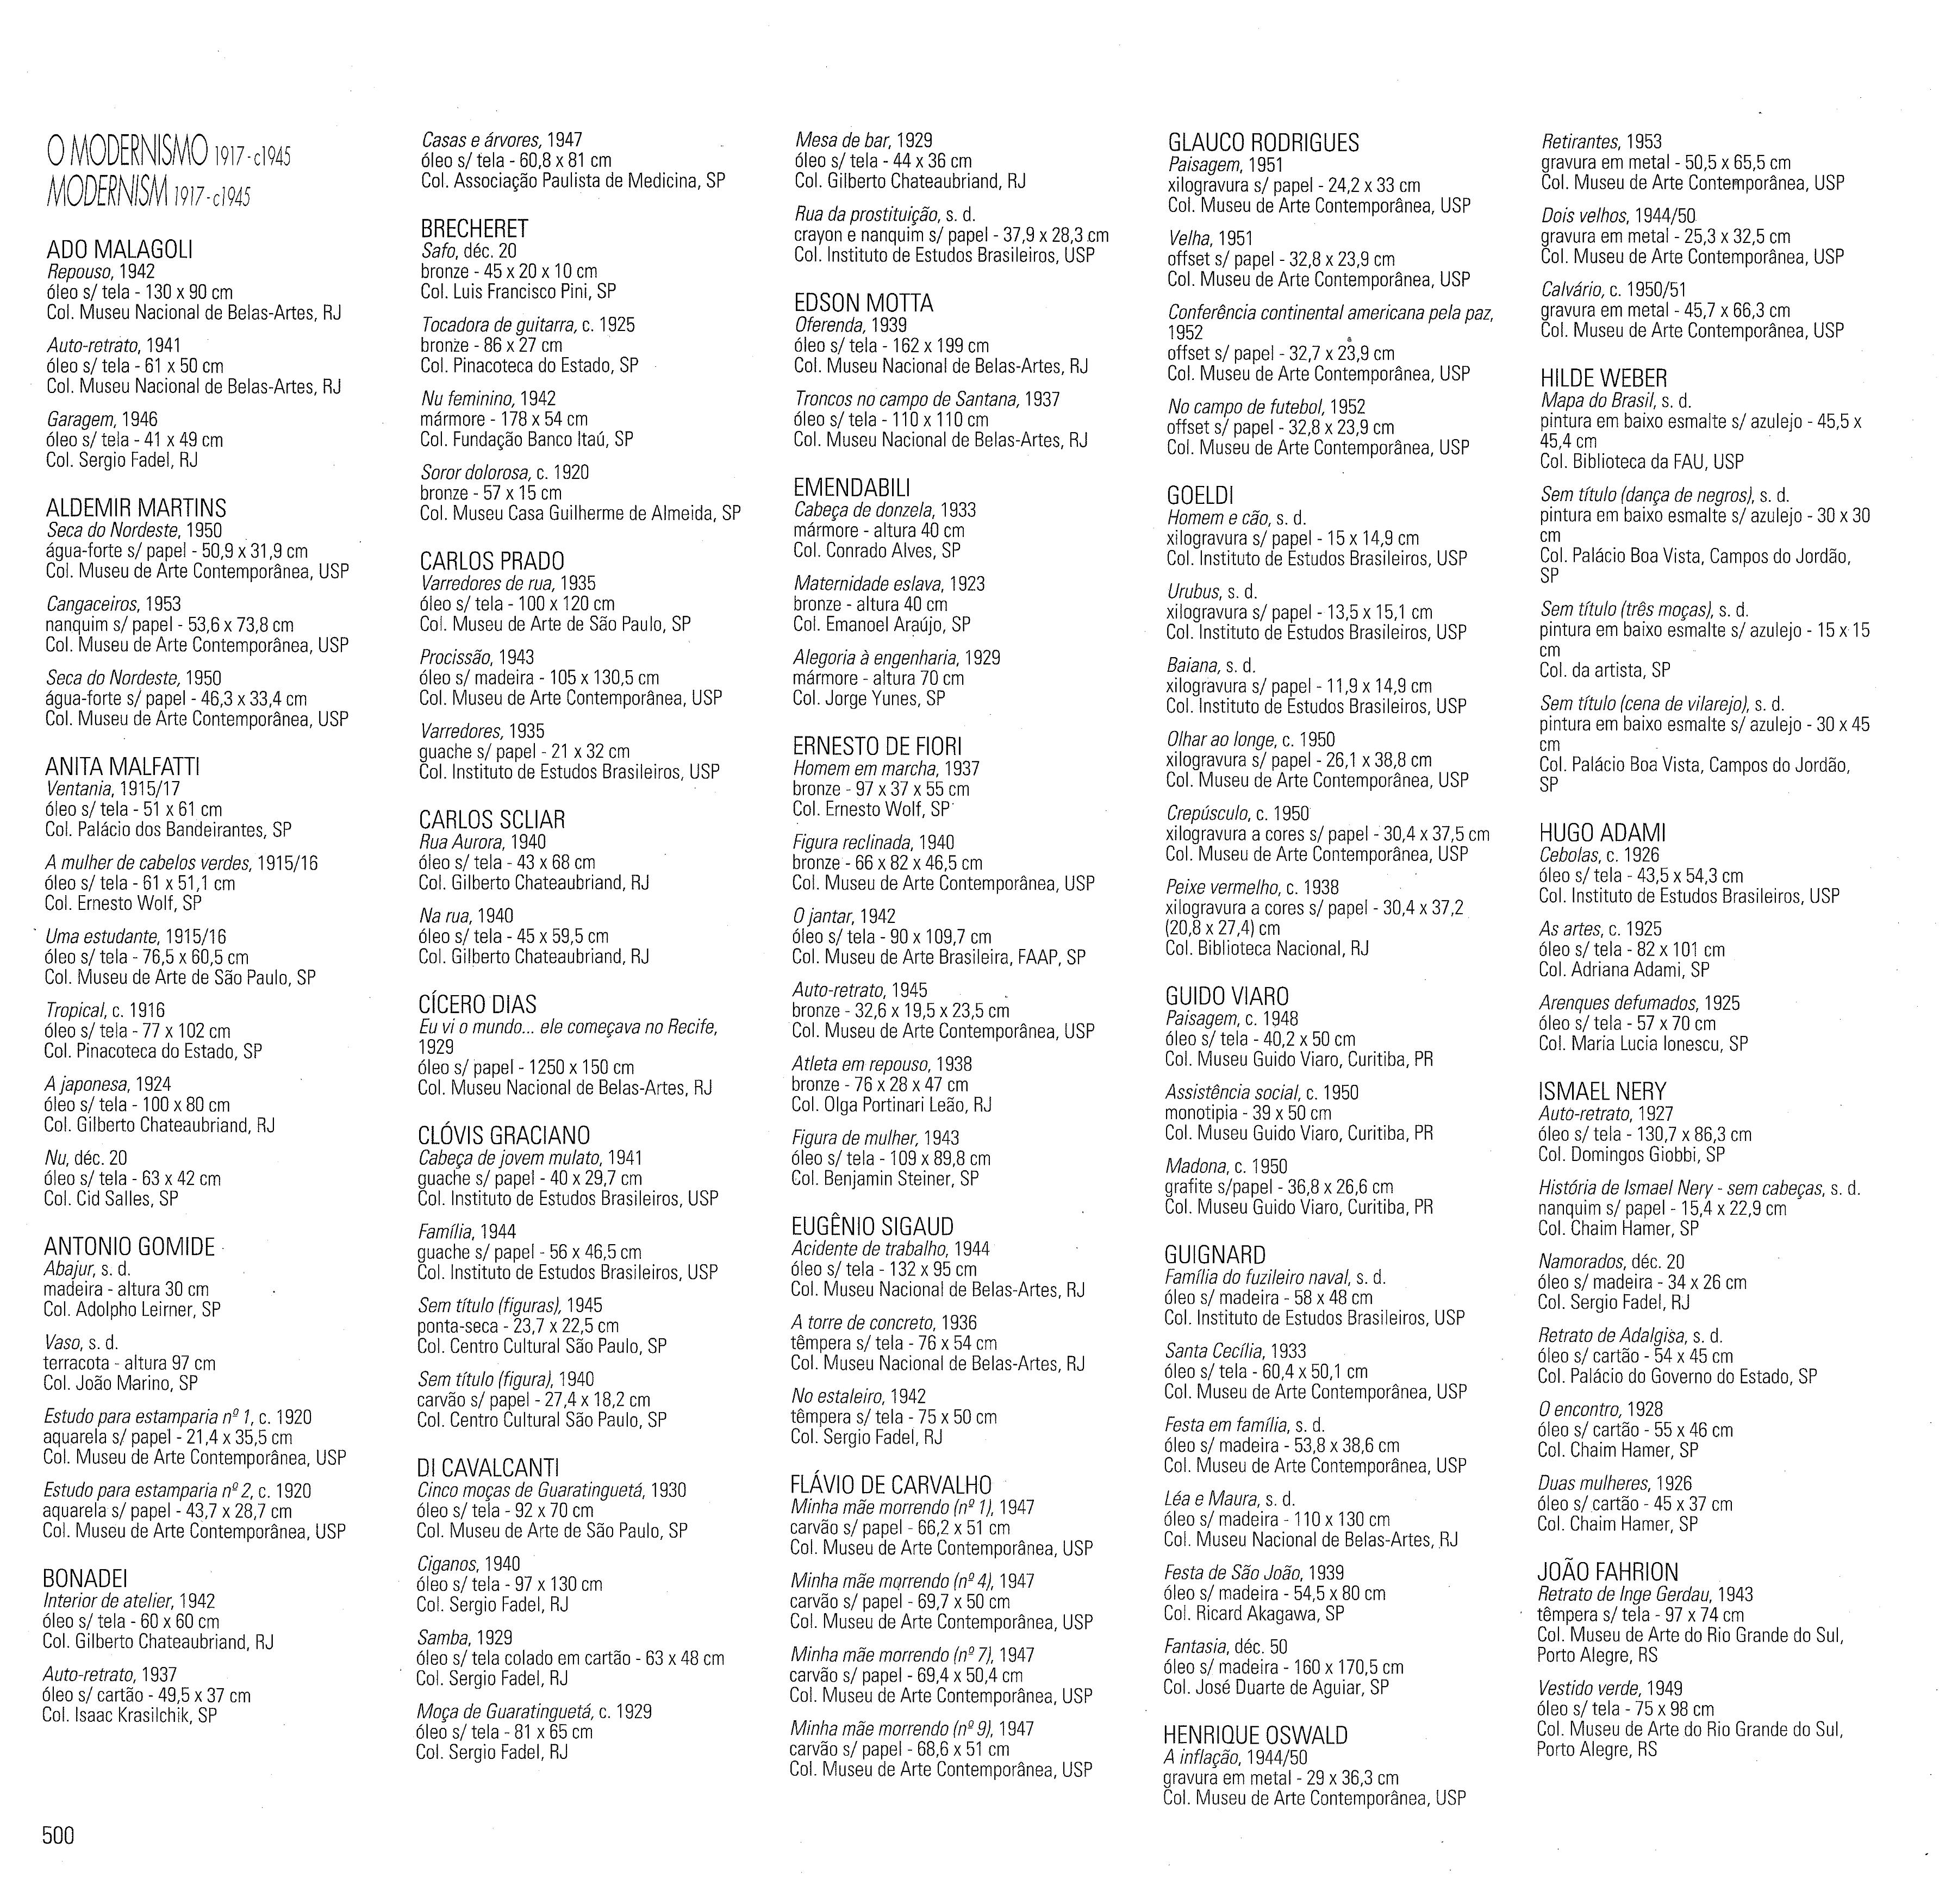 O MODERNISMO 1917-c1945
MODERNISM 1917-c1945
ADO MALAGOLI
Repouso, 1942
óleo s/ tela - 130 x 90 cm
Col. Museu Nacional de Belas-Artes, RJ
Auto-retrato, 1941
óleo s/ tela - 61 x 50 cm
Col. Museu Nacional de Belas-Artes, RJ
Garagem, 1946
óleo s/ tela - 41 x 49 cm
Col. Sergio Fadel, RJ
ALDEMIR MARTINS
Seca do Nordeste, 1950
água-forte s/ papel - 50,9 x 31,9 cm
Col. Museu de Arte Contemporânea, USP
Cangaceiros, 1953
nanquim s/ papel - 53,6 x 73,8 cm
Col. Museu de Arte Contemporânea, USP
Seca do Nordeste, 1950
água-forte s/ papel - 46,3 x 33,4 cm
Col. Museu de Arte Contemporânea, USP
ANITA MALFATTI
Ventania, 1915/17
óleo s/ tela - 51 x 61 cm
Col. Palácio dos Bandeirantes, SP
A mulher de cabelos verdes, 1915/16
óleo s/ tela - 61 x 51,1 cm
Col. Ernesto Wolf, SP
Uma estudante, 1915/16
óleo s/ tela - 76,5 x 60,5 cm
Col. Museu de Arte de São Paulo, SP
Tropical, c. 1916
óleo s/ tela - 77 x 102 cm
Col. Pinacoteca do Estado, SP
A japonesa, 1924
óleo s/ tela - 100 x 80 cm
Col. Gilberto Chateaubriand, RJ
Nu, déc. 20
óleo s/ tela - 63 x 42 cm
Col. Cid Salles, SP
ANTONIO GOMIDE
Abajur, s. d.
madeira - altura 30 cm
Col. Adolpho Leirner, SP
Vaso, s. d.
terracota - altura 97 cm
Col. João Marino, SP
Estudo para estamparia nº 1, c. 1920
aquarela s/ papel - 21,4 x 35,5 cm
Col. Museu de Arte Contemporânea, USP
Estudo para estamparia nº 2, c. 1920
aquarela s/ papel - 43,7 x 28,7 cm
Col. Museu de Arte Contemporânea, USP
BONADEI
Interior de atelier, 1942
óleo s/ tela - 60 x 60 cm
Col. Gilberto Chateaubriand, RJ
Auto-retrato, 1937
óleo s/ cartão - 49,5 x 37 cm
Col. Isaac Krasilchik, SP
Casas e árvores, 1947
óleo s/ tela - 60,8 x 81 cm
Col. Associação Paulista de Medicina, SP
BRECHERET
Safo, déc. 20
bronze - 45 x 20 x 10 cm
Col. Luis Francisco Pini, SP
Tocadora de guitarra, c. 1925
bronze - 86 x 27 cm
Col. Pinacoteca do Estado, SP
Nu feminino, 1942
mármore - 178 x 54 cm
Col. Fundação Banco Itaú, SP
Soror dolorosa, c. 1920
bronze - 57 x 15 cm
Col. Museu Casa Guilherme de Almeida, SP
CARLOS PRADO
Varredores de rua, 1935
óleo s/ tela - 100 x 120 cm
Col. Museu de Arte de São Paulo, SP
Procissão, 1943
óleo s/ madeira - 105 x 130,5 cm
Col. Museu de Arte Contemporânea, USP
Varredores, 1935
guache s/ papel - 21 x 32 cm
Col. Instituto de Estudos Brasileiros, USP
CARLOS SCLIAR
Rua Aurora, 1940
óleo s/ tela - 43 x 68 cm
Col. Gilberto Chateaubriand, RJ
Na rua, 1940
óleo s/ tela - 45 x 59,5 cm
Col. Gilberto Chateaubriand, RJ
CÍCERO DIAS
Eu vi o mundo... ele começava no Recife,
1929
óleo s/ papel - 1250 x 150 cm
Col. Museu Nacional de Belas-Artes, RJ
CLÓVIS GRACIANO
Cabeça de jovem mulato, 1941
guache s/ papel - 40 x 29,7 cm
Col. Instituto de Estudos Brasileiros, USP
Família, 1944
guache s/ papel - 56 x 46,5 cm
Col. Instituto de Estudos Brasileiros, USP
Sem título (figuras), 1945
ponta-seca - 23,7 x 22,5 cm
Col. Centro Cultural São Paulo, SP
Sem título (figura), 1940
carvão s/ papel - 27,4 x 18,2 cm
Col. Centro Cultural São Paulo, SP
DI CAVALCANTI
Cinco moças de Guaratinguetá, 1930
óleo s/ tela - 92 x 70 cm
Col. Museu de Arte de São Paulo, SP
Ciganos, 1940
óleo s/ tela - 97 x 130 cm
Col. Sergio Fadel, RJ
Samba, 1929
óleo s/ tela colado em cartão - 63 x 48 cm
Col. Sergio Fadel, RJ
Moça de Guaratinguetá, c. 1929
óleo s/ tela - 81 x 65 cm
Col. Sergio Fadel, RJ
Mesa de bar, 1929
óleo s/ tela - 44 x 36 cm
Col. Gilberto Chateaubriand, RJ
Rua da prostituição, s. d.
crayon e nanquim s/ papel - 37,9 x 28,3 cm
Col. Instituto de Estudos Brasileiros, USP
EDSON MOTTA
Oferenda, 1939
óleo s/ tela - 162 x 199 cm
Col. Museu Nacional de Belas-Artes, RJ
Troncos no campo de Santana, 1937
óleo s/ tela - 110 x 110 cm
Col. Museu Nacional de Belas-Artes, RJ
EMENDABILI
Cabeça de donzela, 1933
mármore - altura 40 cm
Col. Conrado Alves, SP
Maternidade eslava, 1923
bronze - altura 40 cm
Col. Emanoel Araújo, SP
Alegoria à engenharia, 1929
mármore - altura 70 cm
Col. Jorge Yunes, SP
ERNESTO DE FIORI
Homem em marcha, 1937
bronze - 97 x 37 x 55 cm
Col. Ernesto Wolf, SP
Figura reclinada, 1940
bronze - 66 x 82 x 46,5 cm
Col. Museu de Arte Contemporânea, USP
O jantar, 1942
óleo s/ tela - 90 x 109,7 cm
Col. Museu de Arte Brasileira, FAAP, SP
Auto-retrato, 1945
bronze - 32,6 x 19,5 x 23,5 cm
Col. Museu de Arte Contemporânea, USP
Atleta em repouso, 1938
bronze - 76 x 28 x 47 cm
Col. Olga Portinari Leão, RJ
Figura de mulher, 1943
óleo s/ tela - 109 x 89,8 cm
Col. Benjamin Steiner, SP
EUGÊNIO SIGAUD
Acidente de trabalho, 1944
óleo s/ tela - 132 x 95 cm
Col. Museu Nacional de Belas-Artes, RJ
A torre de concreto, 1936
têmpera s/ tela - 76 x 54 cm
Col. Museu Nacional de Belas-Artes, RJ
No estaleiro, 1942
têmpera s/ tela - 75 x 50 cm
Col. Sergio Fadel, RJ
FLÁVIO DE CARVALHO
Minha mãe morrendo (nº 1), 1947
carvão s/ papel - 66,2 x 51 cm
Col. Museu de Arte Contemporânea, USP
Minha mãe morrendo (nº 4), 1947
carvão s/ papel - 69,7 x 50 cm
Col. Museu de Arte Contemporânea, USP
Minha mãe morrendo (nº 7), 1947
carvão s/ papel - 69,4 x 50,4 cm
Col. Museu de Arte Contemporânea, USP
Minha mãe morrendo (nº 9), 1947
carvão s/ papel - 68,6 x 51 cm
Col. Museu de Arte Contemporânea, USP
GLAUCO RODRIGUES
Paisagem, 1951
xilogravura s/ papel - 24,2 x 33 cm
Col. Museu de Arte Contemporânea, USP
Velha, 1951
offset s/ papel - 32,8 x 23,9 cm
Col. Museu de Arte Contemporânea, USP
Conferência continental americana pela paz,
1952
offset s/ papel - 32,7 x 23,9 cm
Col. Museu de Arte Contemporânea, USP
No campo de futebol, 1952
offset s/ papel - 32,8 x 23,9 cm
Col. Museu de Arte Contemporânea, USP
GOELDI
Homem e cão, s. d.
xilogravura s/ papel - 15 x 14,9 cm
Col. Instituto de Estudos Brasileiros, USP
Urubus, s. d.
xilogravura s/ papel - 13,5 x 15,1 cm
Col. Instituto de Estudos Brasileiros, USP
Baiana, s. d.
xilogravura s/ papel - 11,9 x 14,9 cm
Col. Instituto de Estudos Brasileiros, USP
Olhar ao longe, c. 1950
xilogravura s/ papel - 26,1 x 38,8 cm
Col. Museu de Arte Contemporânea, USP
Crepúsculo, c. 1950
xilogravura a cores s/ papel - 30,4 x 37,5 cm
Col. Museu de Arte Contemporânea, USP
Peixe vermelho, c. 1938
xilogravura a cores s/ papel - 30,4 x 37,2
(20,8 x 27,4) cm
Col. Biblioteca Nacional, RJ
GUIDO VIARO
Paisagem, c. 1948
óleo s/ tela - 40,2 x 50 cm
Col. Museu Guido Viaro, Curitiba, PR
Assistência social, c. 1950
monotipia - 39 x 50 cm
Col. Museu Guido Viaro, Curitiba, PR
Madona, c. 1950
grafite s/papel - 36,8 x 26,6 cm
Col. Museu Guido Viaro, Curitiba, PR
GUIGNARD
Família do fuzileiro naval, s. d.
óleo s/ madeira - 58 x 48 cm
Col. Instituto de Estudos Brasileiros, USP
Santa Cecília, 1933
óleo s/ tela - 60,4 x 50,1 cm
Col. Museu de Arte Contemporânea, USP
Festa em família, s. d.
óleo s/ madeira - 53,8 x 38,6 cm
Col. Museu de Arte Contemporânea, USP
Léa e Maura, s. d.
óleo s/ madeira - 110 x 130 cm
Col. Museu Nacional de Belas-Artes, RJ
Festa de São João, 1939
óleo s/ madeira - 54,5 x 80 cm
Col. Ricard Akagawa, SP
Fantasia, déc. 50
óleo s/ madeira - 160 x 170,5 cm
Col. José Duarte de Aguiar, SP
HENRIQUE OSWALD
A inflação, 1944/50
gravura em metal - 29 x 36,3 cm
Col. Museu de Arte Contemporânea, USP
Retirantes, 1953
gravura em metal - 50,5 x 65,5 cm
Col. Museu de Arte Contemporânea, USP
Dois velhos, 1944/50
gravura em metal - 25,3 x 32,5 cm
Col. Museu de Arte Contemporânea, USP
Calvário, c. 1950/51
gravura em metal - 45,7 x 66,3 cm
Col. Museu de Arte Contemporânea, USP
HILDE WEBER
Mapa do Brasil, s. d.
pintura em baixo esmalte s/ azulejo - 45,5 x
45,4 cm
Col. Biblioteca da FAU, USP
Sem título (dança de negros), s. d.
pintura em baixo esmalte s/ azulejo - 30 x 30
cm
Col. Palácio Boa Vista, Campos do Jordão,
SP
Sem título (três moças), s. d.
pintura em baixo esmalte s/ azulejo - 15 x 15
cm
Col. da artista, SP
Sem título (cena de vilarejo), s. d.
pintura em baixo esmalte s/ azulejo - 30 x 45
cm
Col. Palácio Boa Vista, Campos do Jordão,
SP
HUGO ADAMI
Cebolas, c. 1926
óleo s/ tela - 43,5 x 54,3 cm
Col. Instituto de Estudos Brasileiros, USP
As artes, c. 1925
óleo s/ tela - 82 x 101 cm
Col. Adriana Adami, SP
Arenques defumados, 1925
óleo s/ tela - 57 x 70 cm
Col. Maria Lucia Ionescu, SP
ISMAEL NERY
Auto-retrato, 1927
óleo s/ tela - 130,7 x 86,3 cm
Col. Domingos Giobbi, SP
História de Ismael Nery - sem cabeças, s. d.
nanquim s/ papel - 15,4 x 22,9 cm
Col. Chaim Hamer, SP
Namorados, déc. 20
óleo s/ madeira - 34 x 26 cm
Col. Sergio Fadel, RJ
Retrato de Adalgisa, s. d.
óleo s/ cartão - 54 x 45 cm
Col. Palácio do Governo do Estado, SP
O encontro, 1928
óleo s/ cartão - 55 x 46 cm
Col. Chaim Hamer, SP
Duas mulheres, 1926
óleo s/ cartão - 45 x 37 cm
Col. Chaim Hamer, SP
JOÃO FAHRION
Retrato de Inge Gerdau, 1943
têmpera s/ tela - 97 x 74 cm
Col. Museu de Arte do Rio Grande do Sul,
Porto Alegre, RS
Vestido verde, 1949
óleo s/ tela - 75 x 98 cm
Col. Museu de Arte do Rio Grande do Sul,
Porto Alegre, RS
500